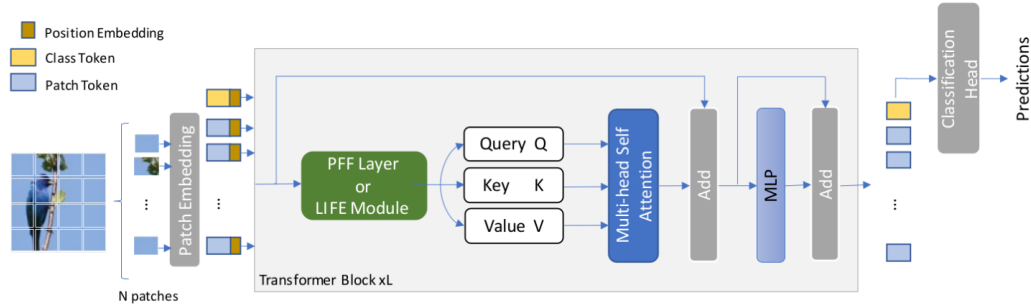 Position Embedding
Class Token
Patch Token
Patch Embedding
...
...
...
N patches
PFF Layer
or
LIFE Module
Query Q
Key K
Value V
Multi-head Self
Attention
Add
MLP
Add
Transformer Block xL
...
Classification
Head
Predictions